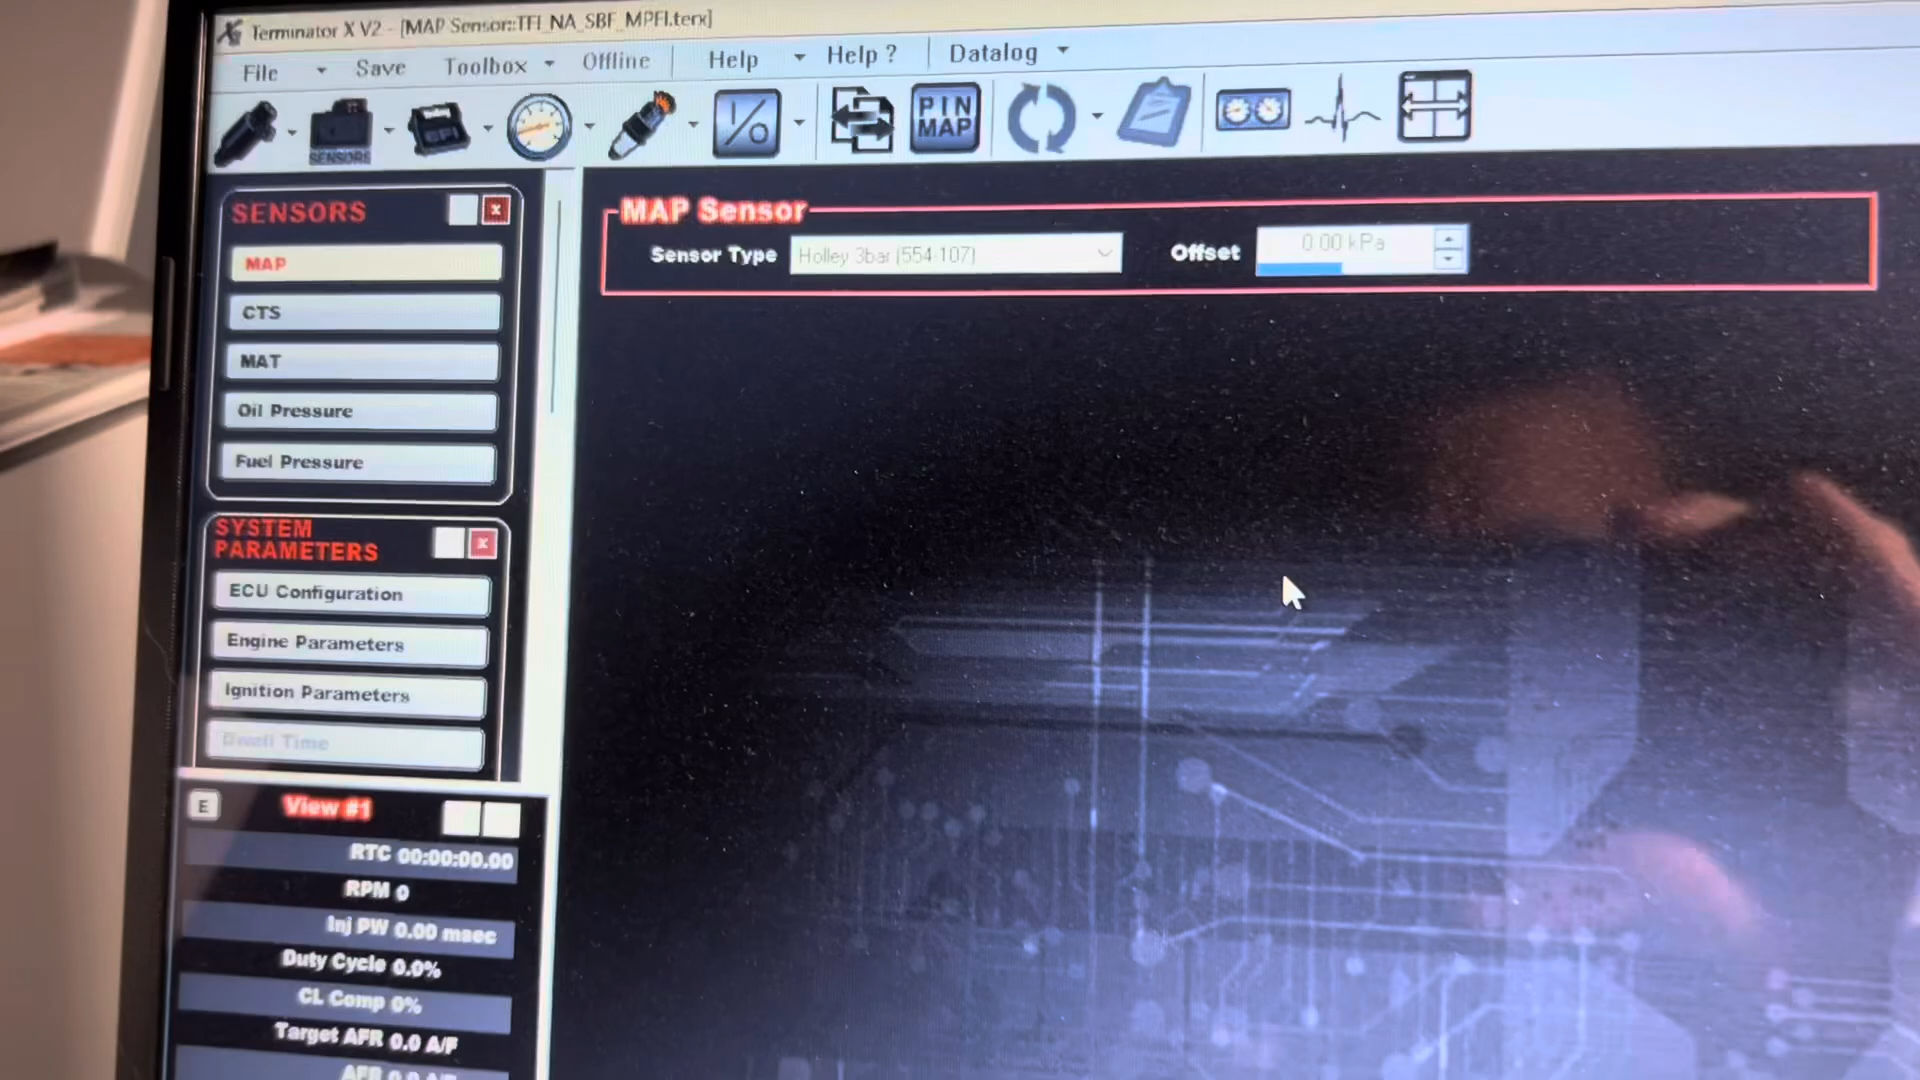 Terminator X V2 - [MAP Sensor::TFI_NA_SBF_MPFI.terx]
File Save Toolbox Offline Help Help ? Datalog
SENSORS
I/O
PIN MAP
SENSORS
MAP
CTS
MAT
Oil Pressure
Fuel Pressure
SYSTEM
PARAMETERS
ECU Configuration
Engine Parameters
Ignition Parameters
Dwell Time
E View #1
RTC 00:00:00.00
RPM 0
Inj PW 0.00 msec
Duty Cycle 0.0%
CL Comp 0%
Target AFR 0.0 A/F
AFR 0.0 A/F
MAP Sensor
Sensor Type Holley 3bar (554-107) Offset 0.00 kPa